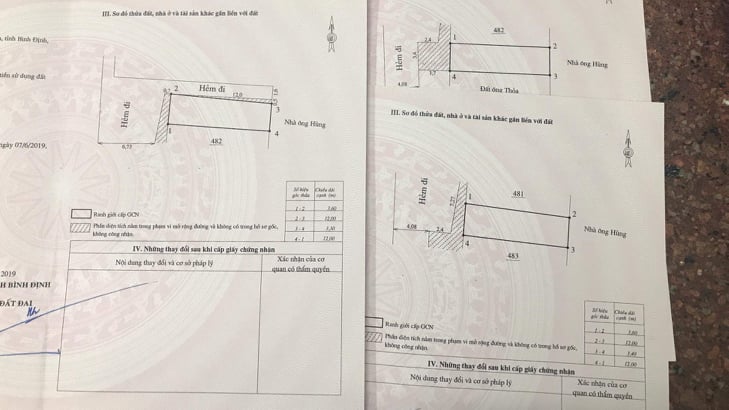 III. Sơ đồ thửa đất, nhà ở và tài sản khác gắn liền với đất
, tỉnh Bình Định,
sử dụng đất
ngày 07/6/2019,
2019
H BÌNH ĐỊNH
ĐẤT ĐAI
Hẻm đi
2
12,0
3
Hẻm đi
1
Nhà ông Hùng
4
6,72
482
Ranh giới cấp GCN
Phần diện tích nằm trong phạm vi mở rộng đường và không có trong hồ sơ gốc,
không công nhận.
Số hiệu góc thửa
Chiều dài cạnh (m)
1 - 2
3,60
2 - 3
12,00
3 - 4
3,30
4 - 1
12,00
IV. Những thay đổi sau khi cấp giấy chứng nhận
Nội dung thay đổi và cơ sở pháp lý
Xác nhận của cơ
quan có thẩm quyền
482
2,4
1
2
Hẻm đi
3,6
Nhà ông Hùng
3,7
4
3
4,08
Đất ông Thỏa
III. Sơ đồ thửa đất, nhà ở và tài sản khác gắn liền với đất
Hẻm đi
1
481
2
4,08
2,4
Nhà ông Hùng
4
3
483
Ranh giới cấp GCN
Phần diện tích nằm trong phạm vi mở rộng đường và không có trong hồ sơ gốc,
không công nhận.
Số hiệu góc thửa
Chiều dài cạnh (m)
1 - 2
3,60
2 - 3
12,00
3 - 4
3,40
4 - 1
12,00
IV. Những thay đổi sau khi cấp giấy chứng nhận
Nội dung thay đổi và cơ sở pháp lý
Xác nhận của cơ
quan có thẩm quyền